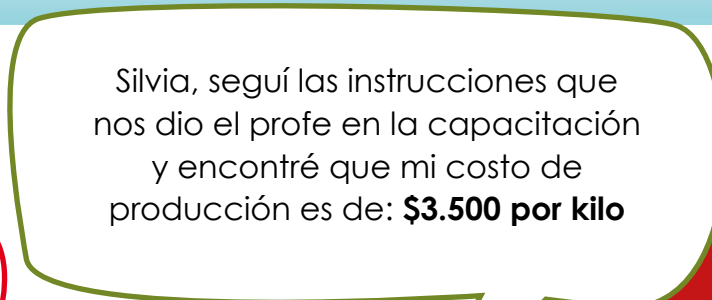 Silvia, seguí las instrucciones que
nos dio el profe en la capacitación
y encontré que mi costo de
producción es de: $3.500 por kilo